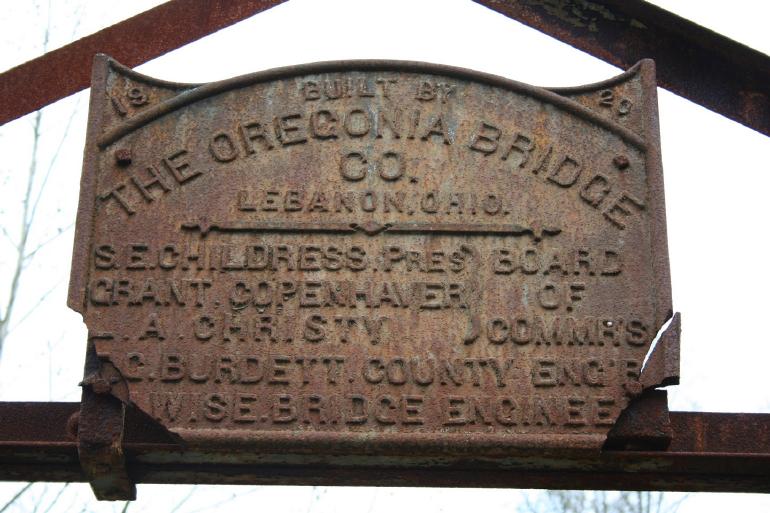 BUILT BY
19 29
THE OREGONIA BRIDGE
CO.
LEBANON, OHIO.
S.E. CHILDRESS. PRES BOARD
GRANT. COPENHAVER OF
A CHRISTY COMMR'S
G. BURDETT. COUNTY ENG'R
WISE. BRIDGE ENGINEE